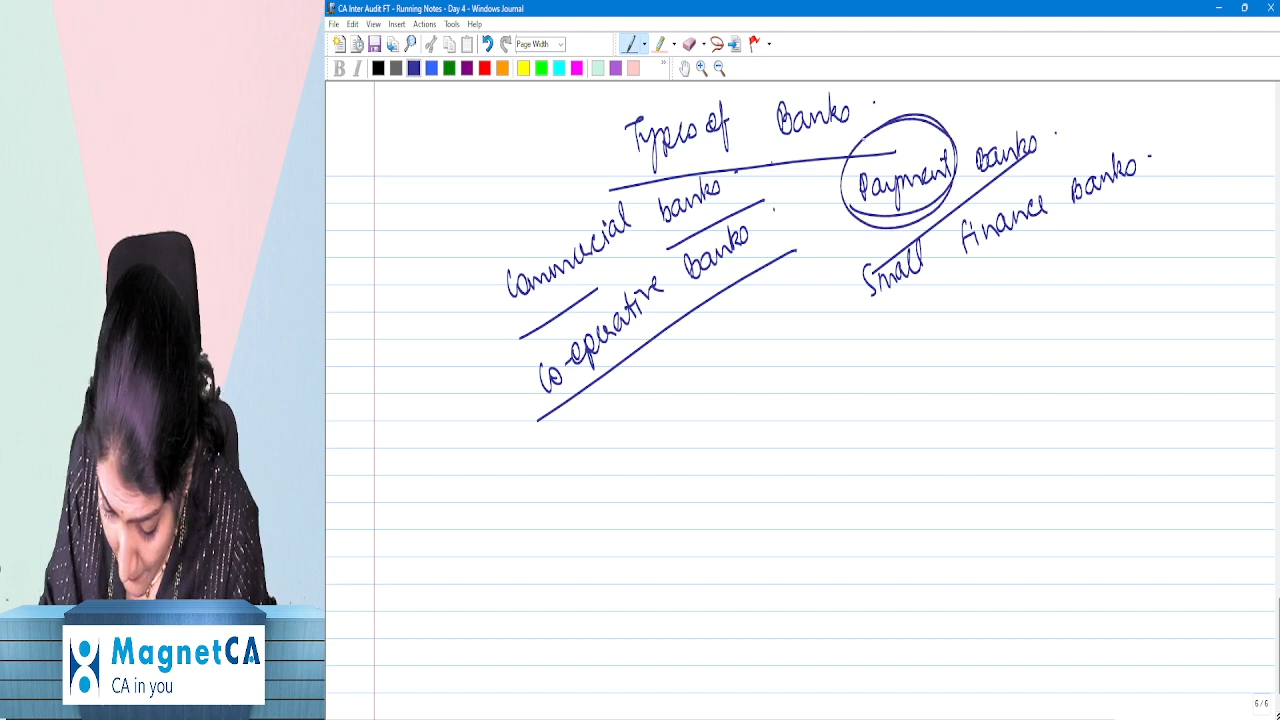 CA Inter Audit FT - Running Notes - Day 4 - Windows Journal
File Edit View Insert Actions Tools Help
Page Width
B I
Types of Banks.
Commercial banks.
Co-operative Banks.
Payment Banks.
Small finance Banks.
MagnetCA
CA in you
6 / 6